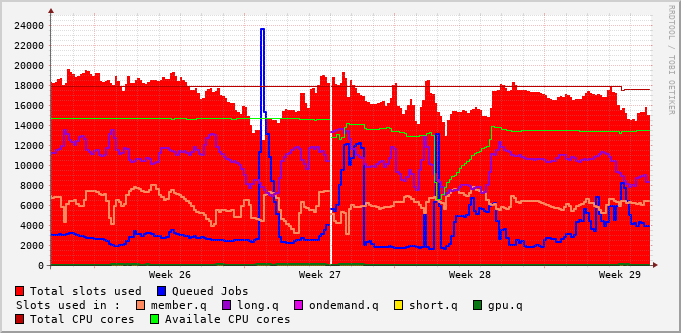 RRDTOOL / TOBI OETIKER
24000
22000
20000
18000
16000
14000
12000
10000
8000
6000
4000
2000
0
Week 26 Week 27 Week 28 Week 29
Total slots used Queued Jobs
Slots used in : member.q long.q ondemand.q short.q gpu.q
Total CPU cores Availale CPU cores